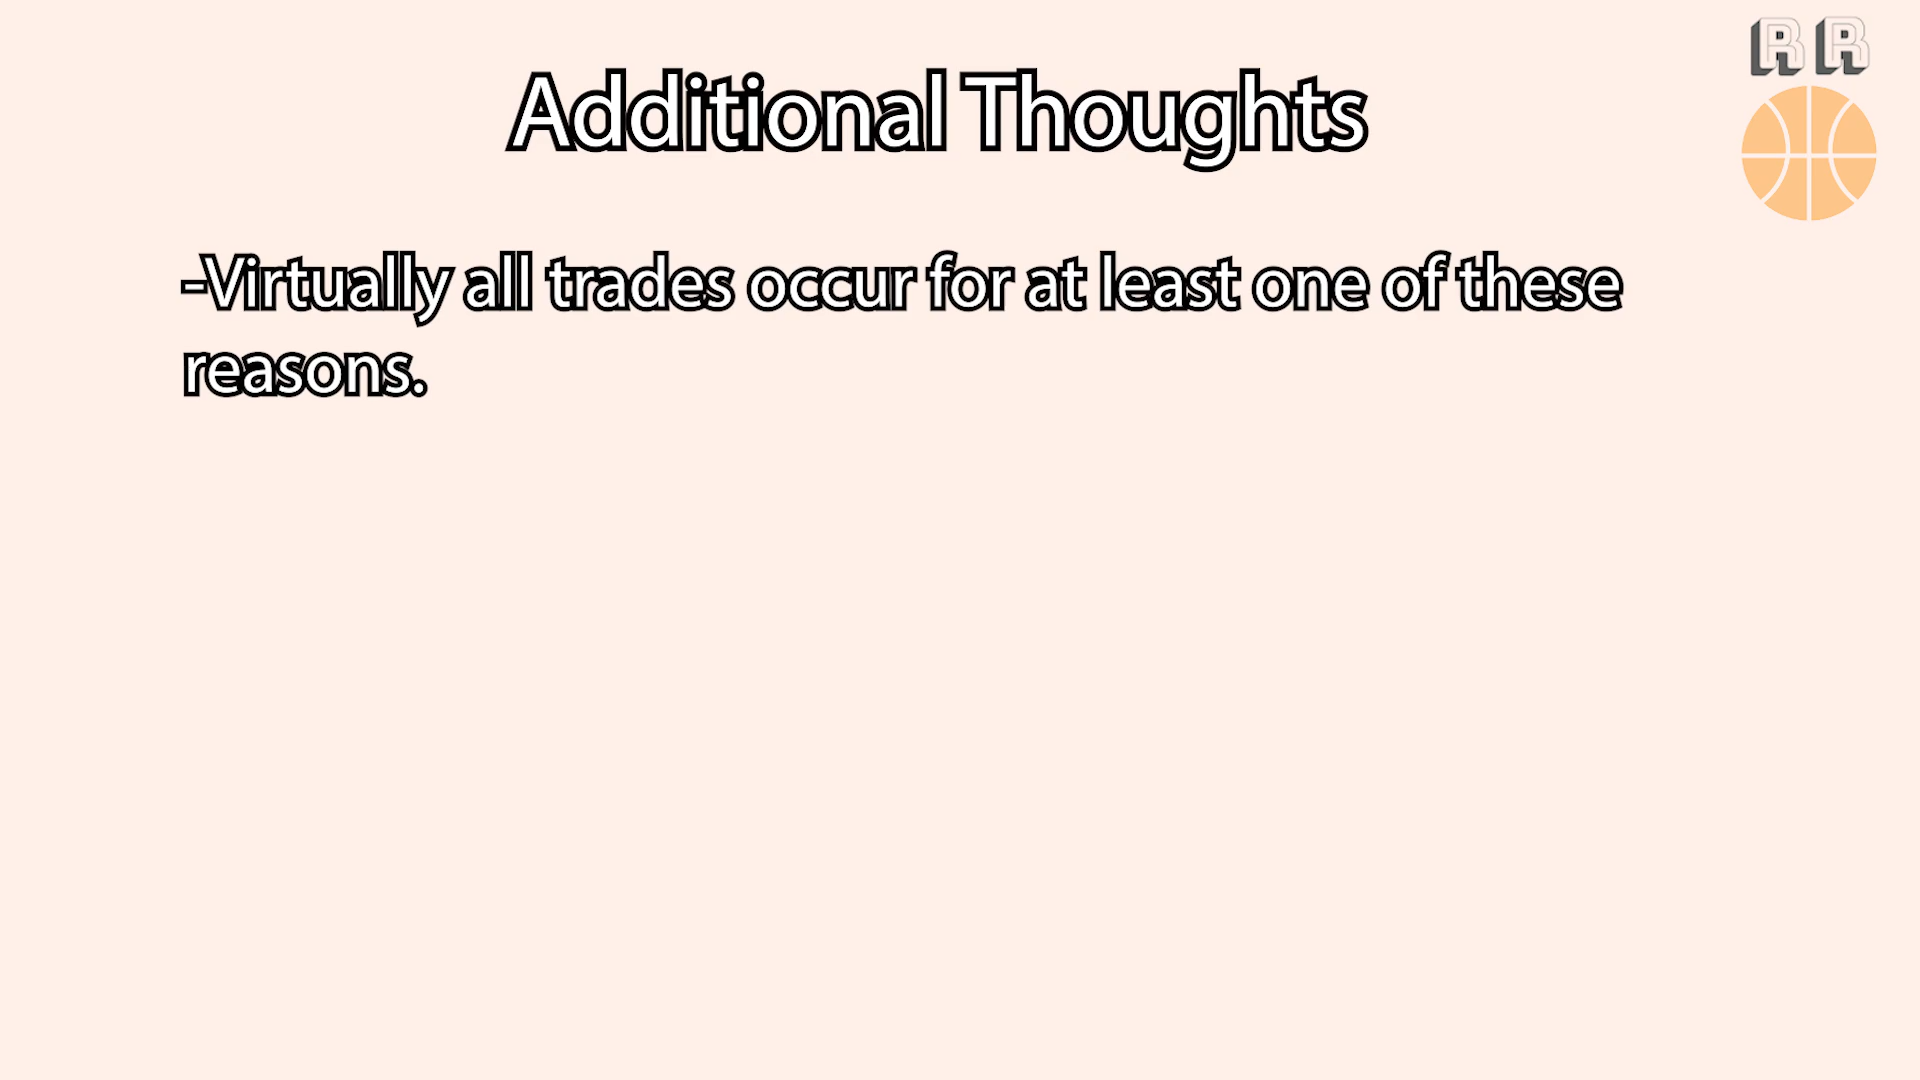 R R
Additional Thoughts
-Virtually all trades occur for at least one of these
reasons.